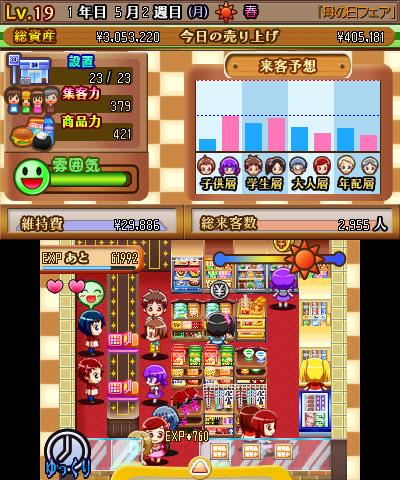 Lv.19 1年目 5月2週目(月) 春 「母の日フェア」
総資産 ¥3,053,220 今日の売り上げ ¥405,181
設置
23 / 23
集客力
379
商品力
421
雰囲気
来客予想
子供層 学生層 大人層 年配層
維持費 ¥29,886 総来客数 2,955 人
EXP あと 61992
¥
EXP+760
ゆっくり